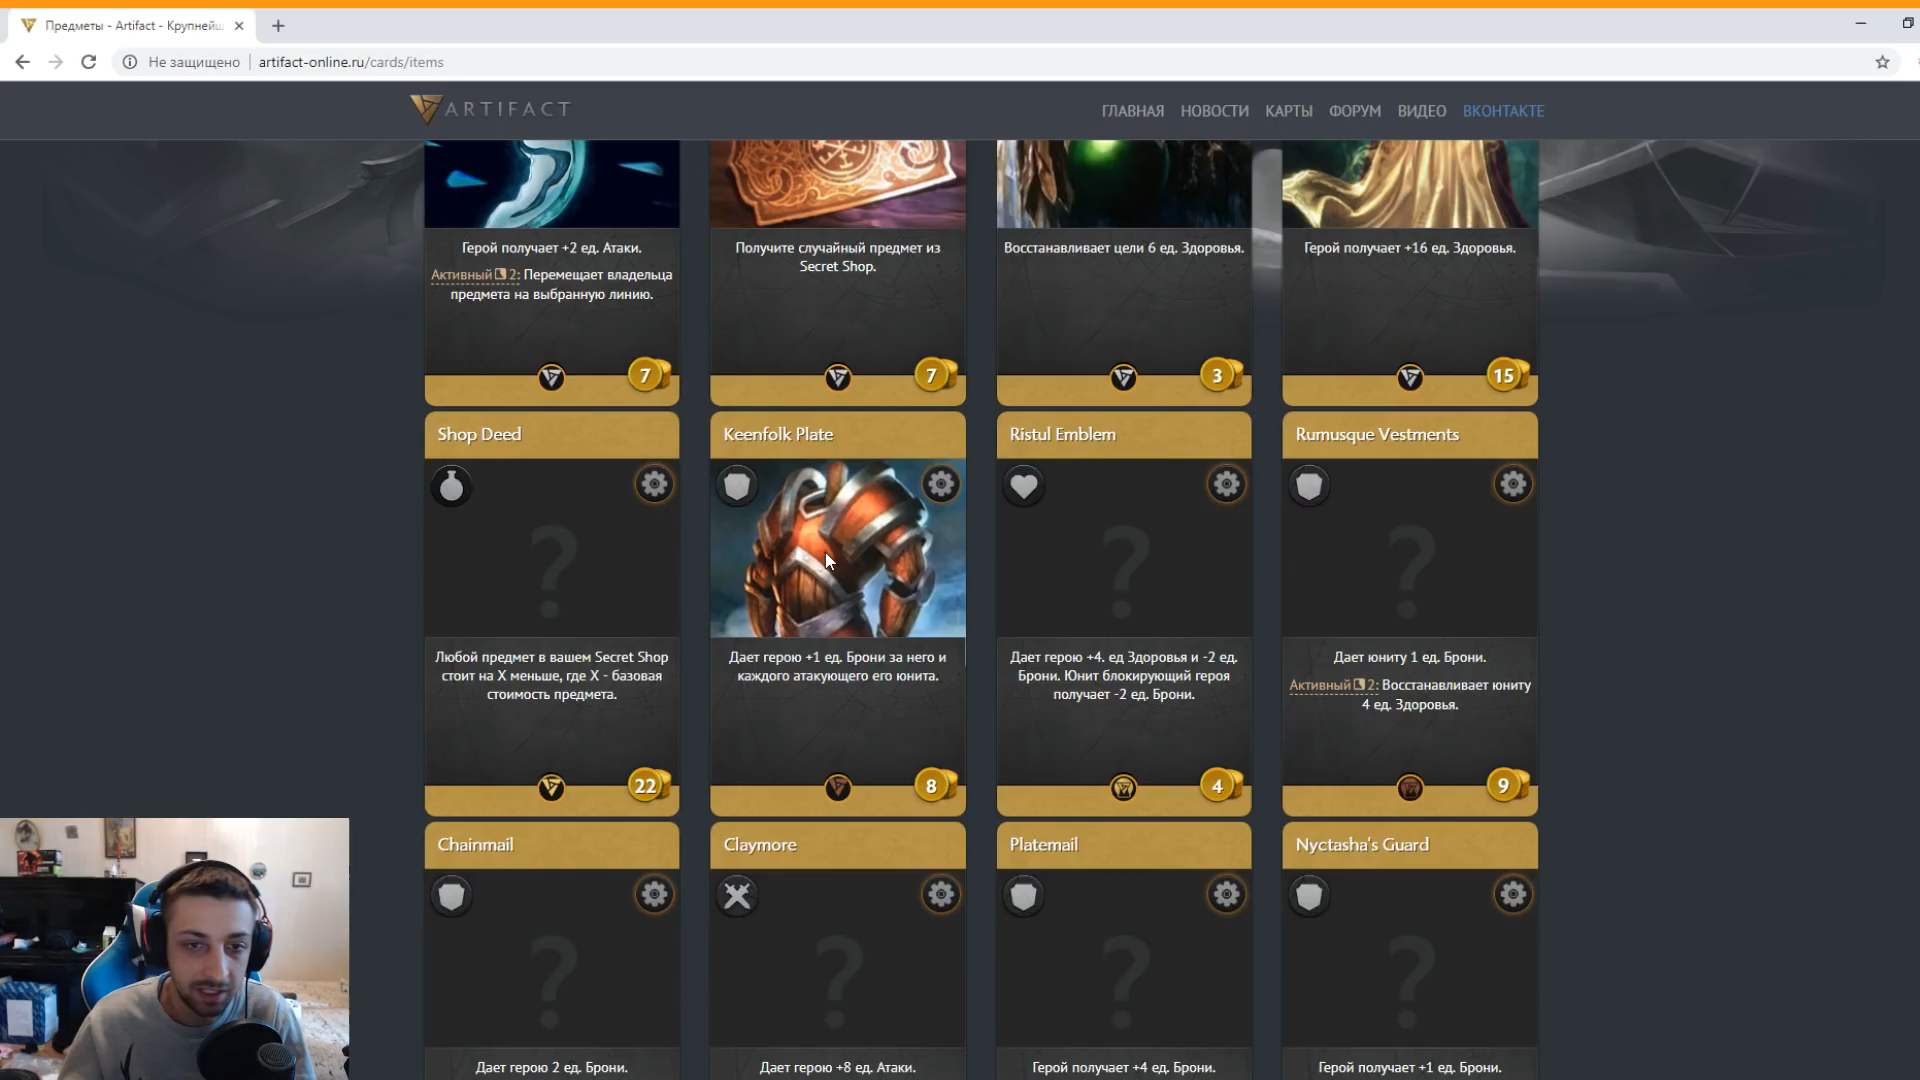 Предметы - Artifact - Крупнейш
Не защищено
artifact-online.ru/cards/items
ARTIFACT
ГЛАВНАЯ НОВОСТИ КАРТЫ ФОРУМ ВИДЕО ВКОНТАКТЕ
Герой получает +2 ед. Атаки.
Активный 2: Перемещает владельца
предмета на выбранную линию.
7
Получите случайный предмет из
Secret Shop.
7
Восстанавливает цели 6 ед. Здоровья.
3
Герой получает +16 ед. Здоровья.
15
Shop Deed
?
Любой предмет в вашем Secret Shop
стоит на X меньше, где X - базовая
стоимость предмета.
22
Keenfolk Plate
Дает герою +1 ед. Брони за него и
каждого атакующего его юнита.
8
Ristul Emblem
?
Дает герою +4. ед Здоровья и -2 ед.
Брони. Юнит блокирующий героя
получает -2 ед. Брони.
4
Rumusque Vestments
?
Дает юниту 1 ед. Брони.
Активный 2: Восстанавливает юниту
4 ед. Здоровья.
9
Chainmail
?
Дает герою 2 ед. Брони.
Claymore
?
Дает герою +8 ед. Атаки.
Platemail
?
Герой получает +4 ед. Брони.
Nyctasha's Guard
?
Герой получает +1 ед. Брони.